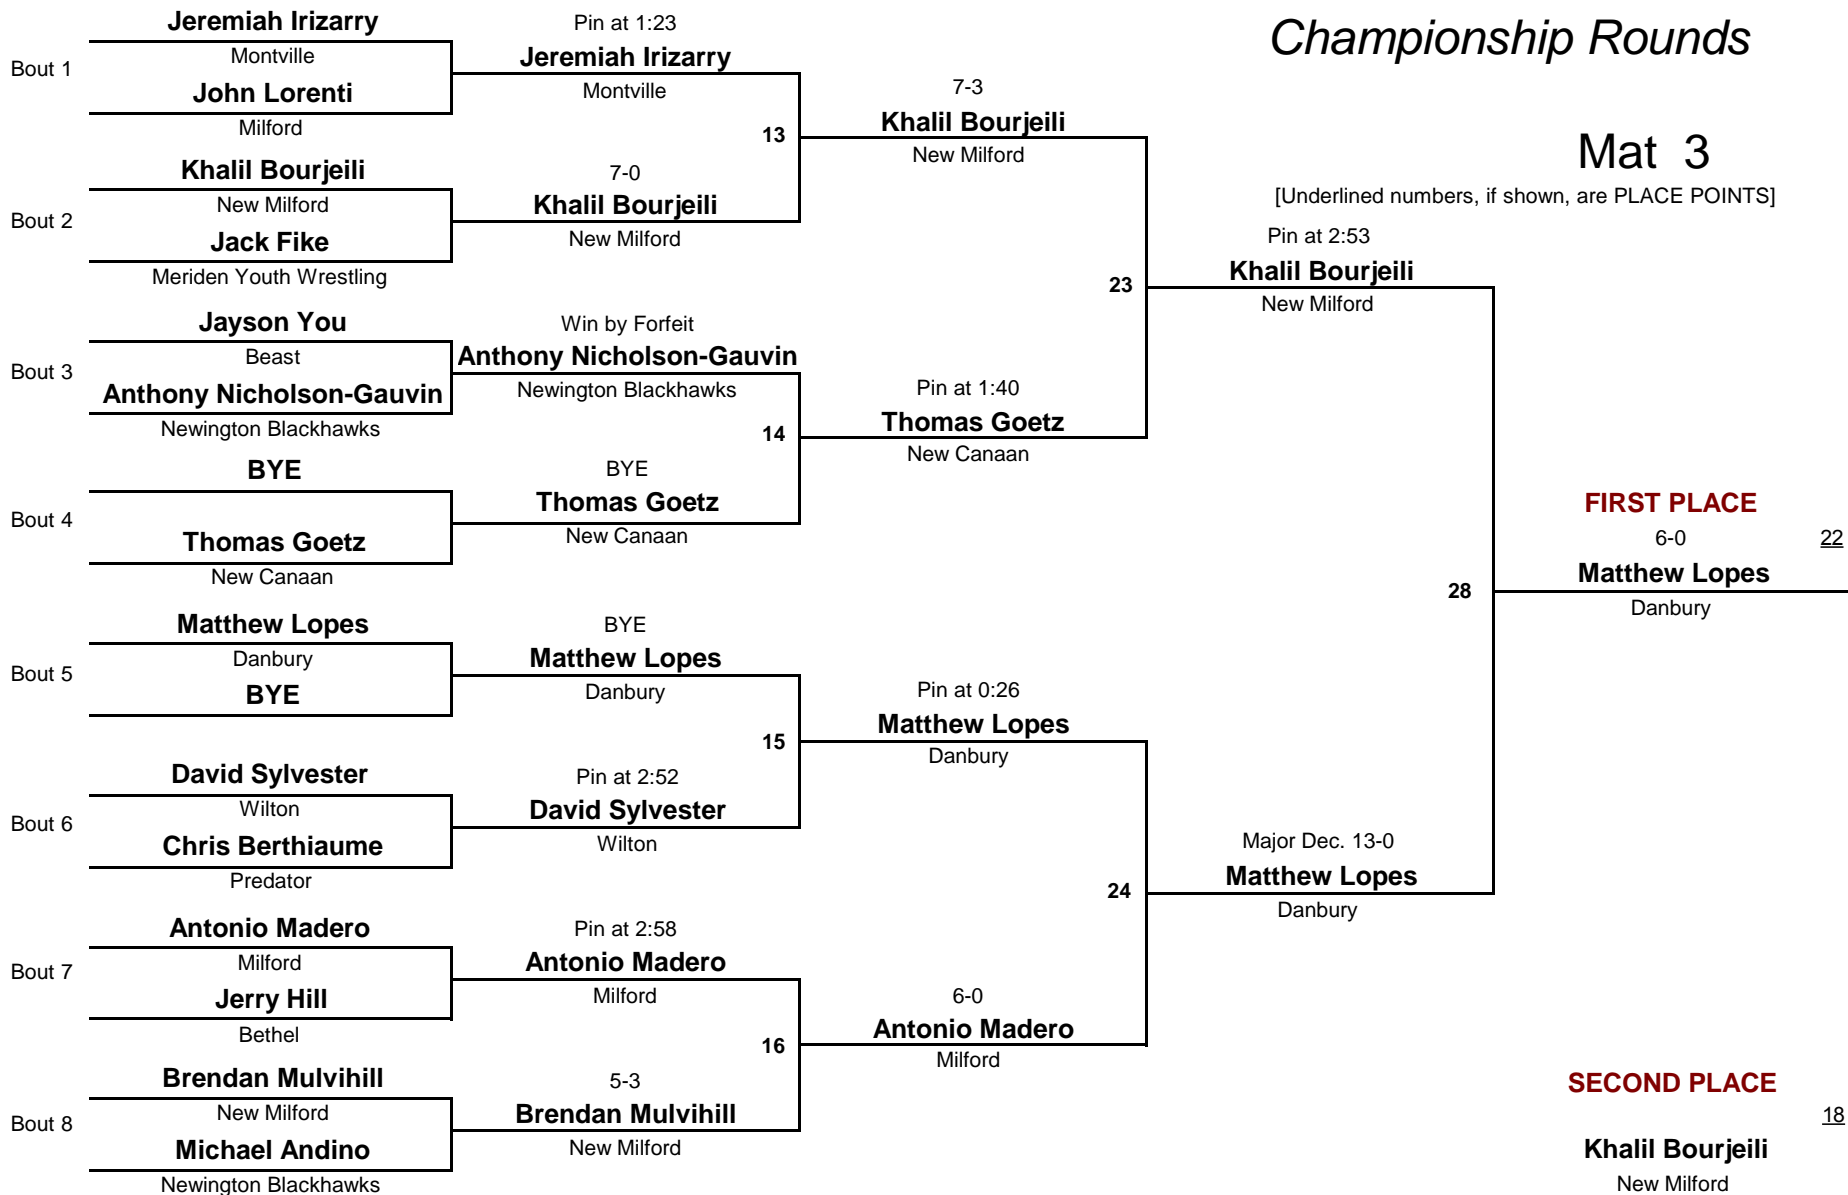 Championship Rounds
Mat 3
[Underlined numbers, if shown, are PLACE POINTS]
Bout 1
Jeremiah Irizarry
Montville
John Lorenti
Milford
Bout 2
Khalil Bourjeili
New Milford
Jack Fike
Meriden Youth Wrestling
Bout 3
Jayson You
Beast
Anthony Nicholson-Gauvin
Newington Blackhawks
Bout 4
BYE
Thomas Goetz
New Canaan
Bout 5
Matthew Lopes
Danbury
BYE
Bout 6
David Sylvester
Wilton
Chris Berthiaume
Predator
Bout 7
Antonio Madero
Milford
Jerry Hill
Bethel
Bout 8
Brendan Mulvihill
New Milford
Michael Andino
Newington Blackhawks
Pin at 1:23
Jeremiah Irizarry
Montville
13
7-0
Khalil Bourjeili
New Milford
Win by Forfeit
Anthony Nicholson-Gauvin
Newington Blackhawks
14
BYE
Thomas Goetz
New Canaan
BYE
Matthew Lopes
Danbury
15
Pin at 2:52
David Sylvester
Wilton
Pin at 2:58
Antonio Madero
Milford
16
5-3
Brendan Mulvihill
New Milford
7-3
Khalil Bourjeili
New Milford
23
Pin at 1:40
Thomas Goetz
New Canaan
Pin at 0:26
Matthew Lopes
Danbury
24
6-0
Antonio Madero
Milford
Pin at 2:53
Khalil Bourjeili
New Milford
28
Major Dec. 13-0
Matthew Lopes
Danbury
FIRST PLACE
6-0
22
Matthew Lopes
Danbury
SECOND PLACE
18
Khalil Bourjeili
New Milford